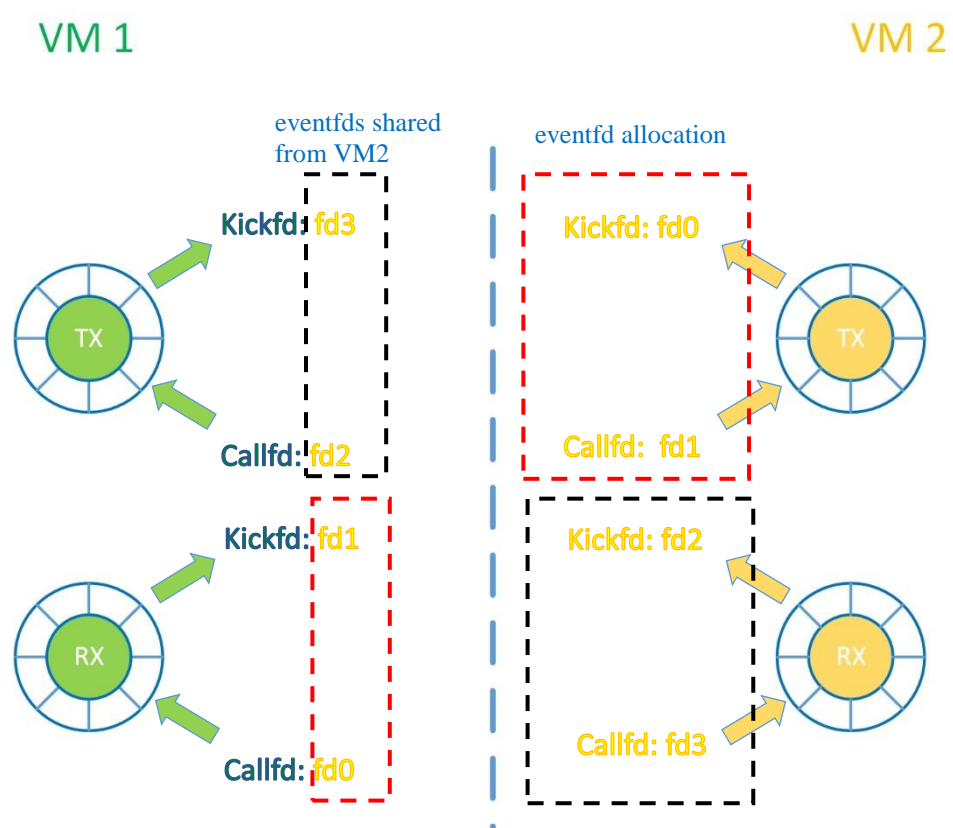 VM 1
VM 2
eventfds shared
from VM2
eventfd allocation
Kickfd: fd3
Kickfd: fd0
TX
TX
Callfd: fd2
Callfd: fd1
Kickfd: fd1
Kickfd: fd2
RX
RX
Callfd: fd0
Callfd: fd3